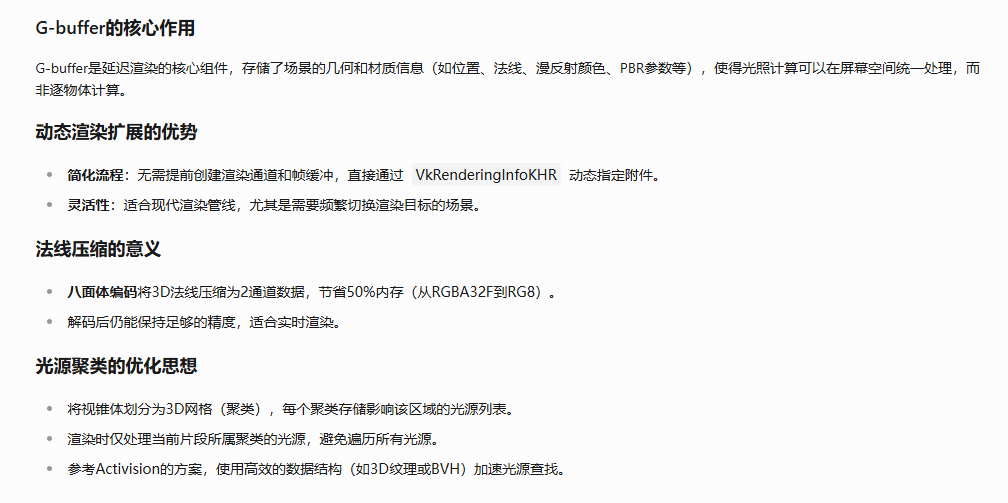 G-buffer的核心作用
G-buffer是延迟渲染的核心组件，存储了场景的几何和材质信息（如位置、法线、漫反射颜色、PBR参数等），使得光照计算可以在屏幕空间统一处理，而
非逐物体计算。
动态渲染扩展的优势
• 简化流程：无需提前创建渲染通道和帧缓冲，直接通过 VkRenderingInfoKHR 动态指定附件。
• 灵活性：适合现代渲染管线，尤其是需要频繁切换渲染目标的场景。
法线压缩的意义
• 八面体编码将3D法线压缩为2通道数据，节省50%内存（从RGBA32F到RG8）。
• 解码后仍能保持足够的精度，适合实时渲染。
光源聚类的优化思想
• 将视锥体划分为3D网格（聚类），每个聚类存储影响该区域的光源列表。
• 渲染时仅处理当前片段所属聚类的光源，避免遍历所有光源。
• 参考Activision的方案，使用高效的数据结构（如3D纹理或BVH）加速光源查找。